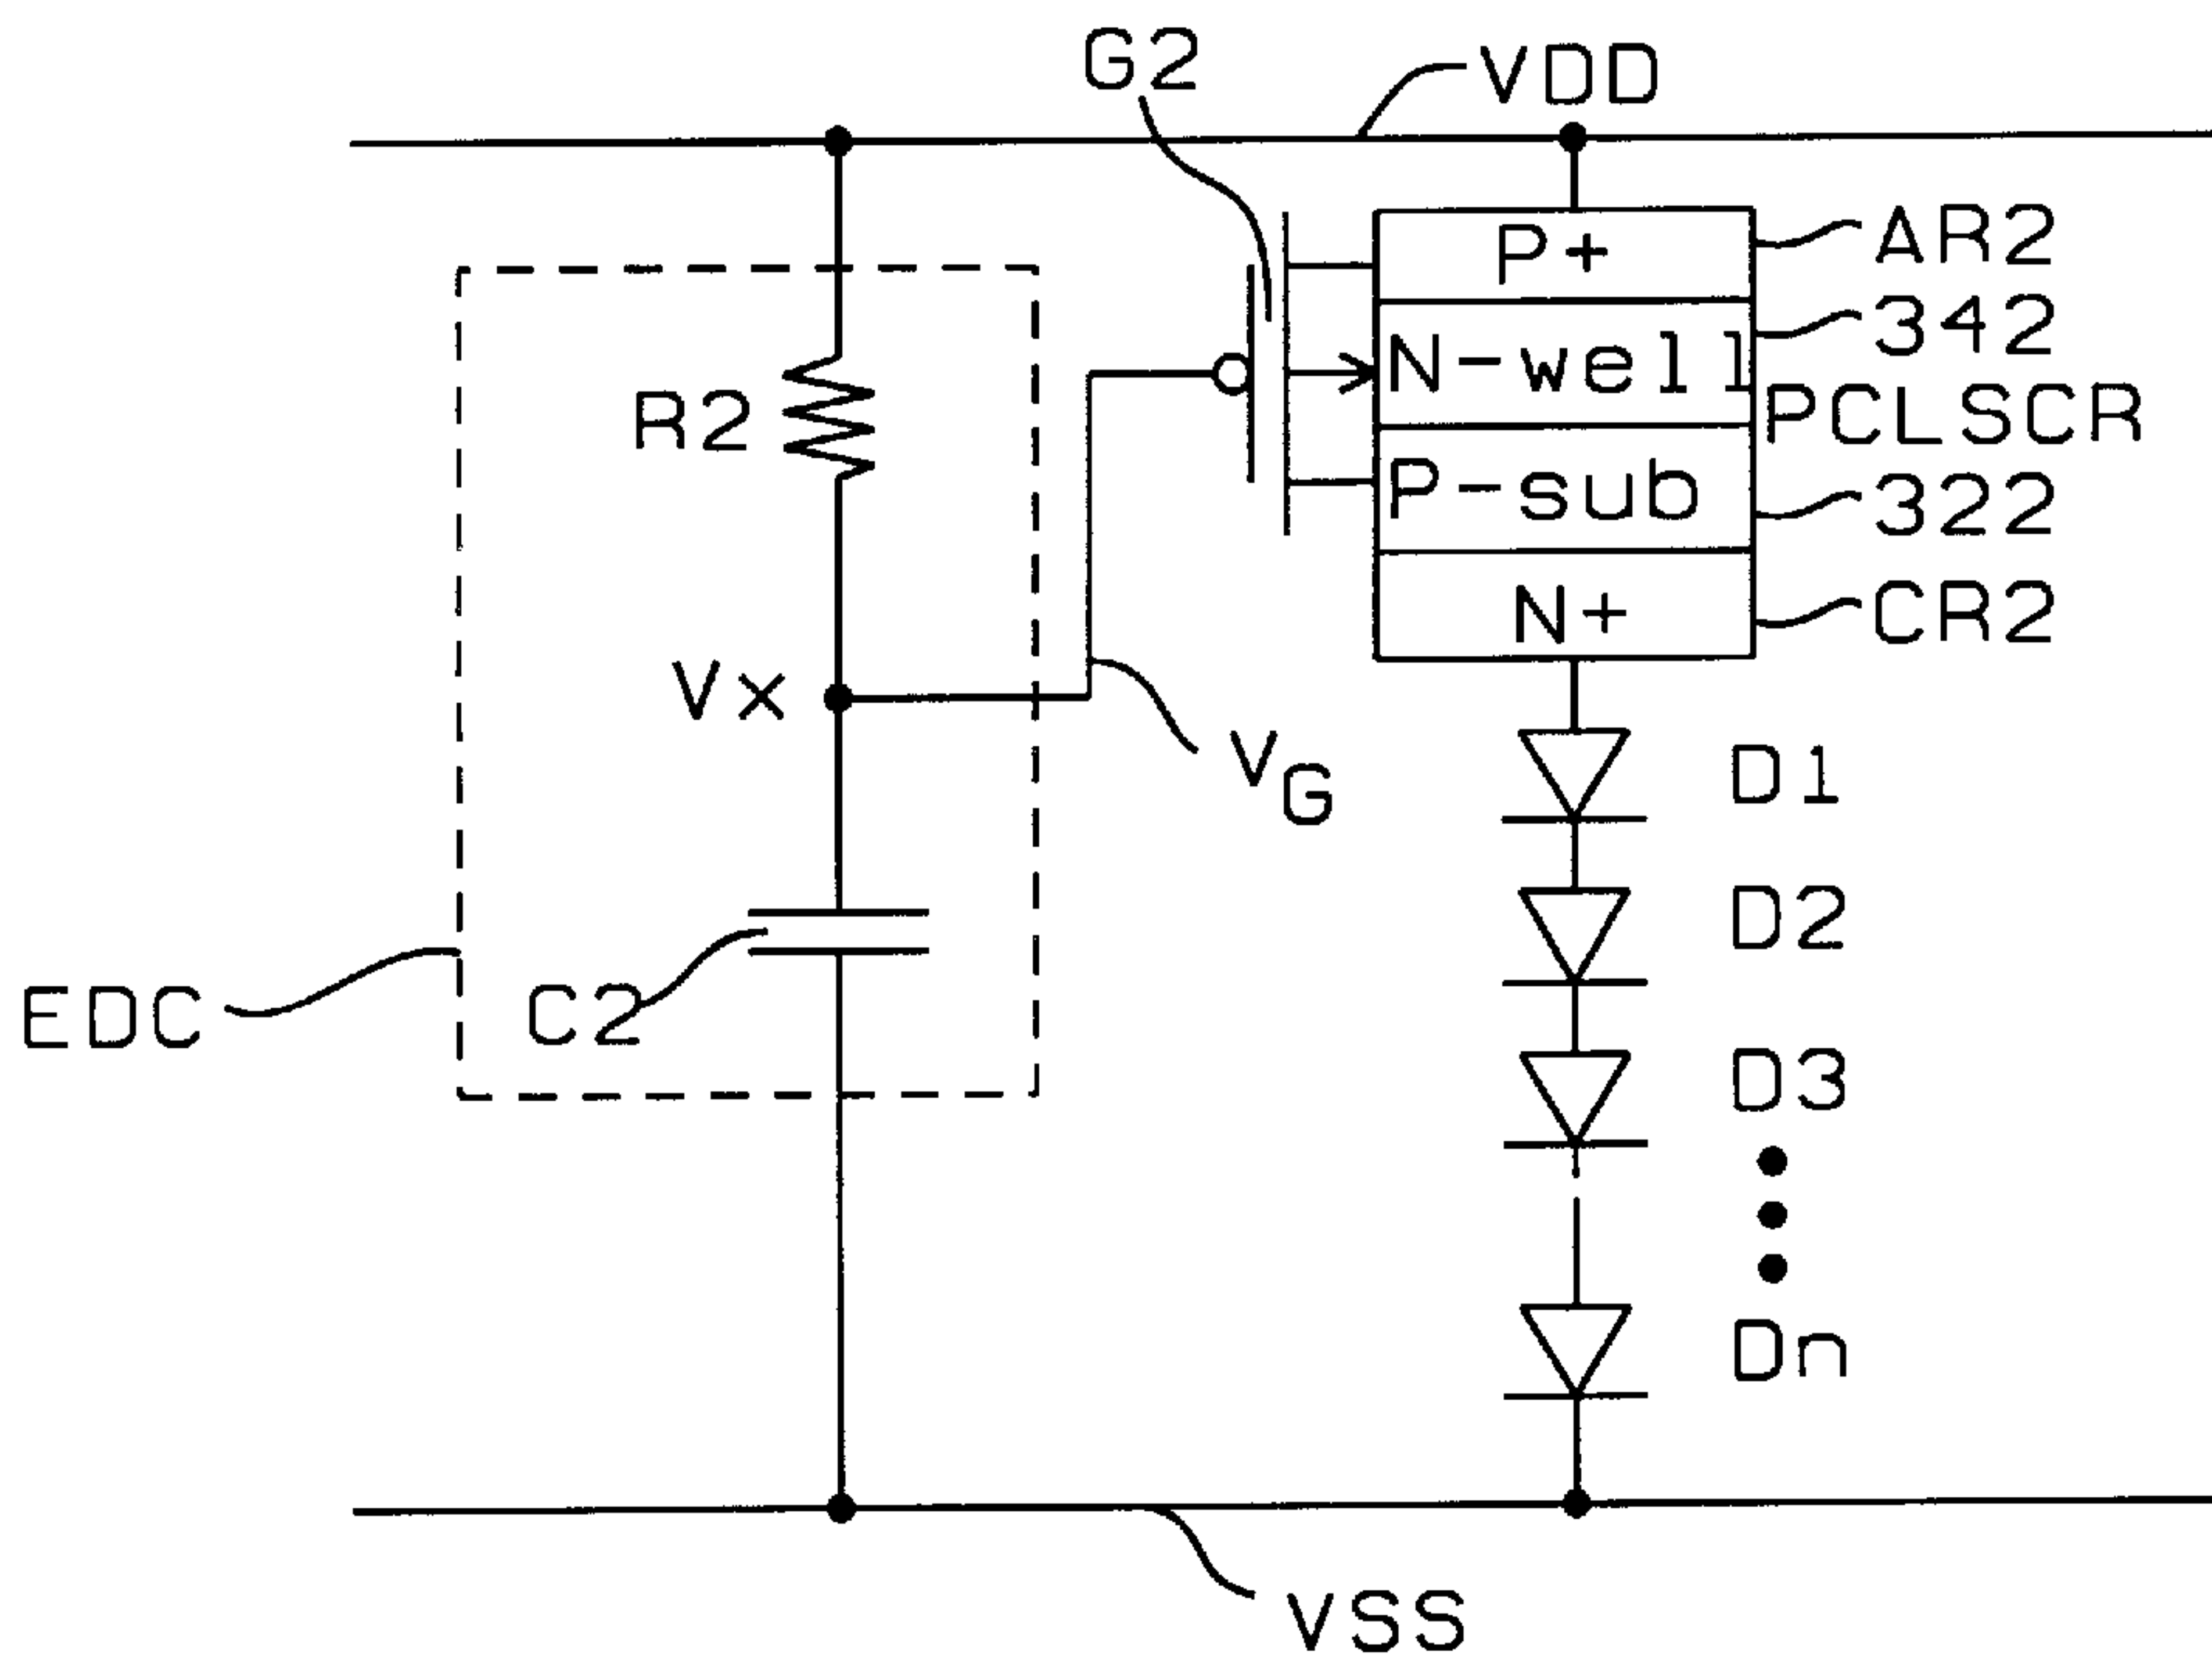 G2
VDD
P+
AR2
N-well
342
PCLSCR
R2
P-sub
322
N+
CR2
Vx
VG
D1
D2
EDC
C2
D3
Dn
VSS